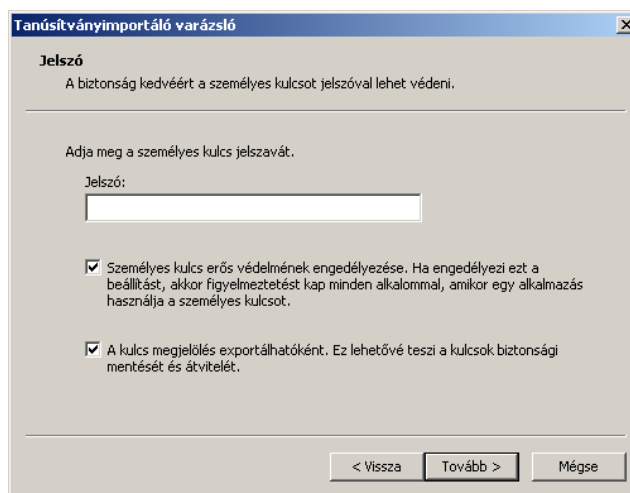 Tanúsítványimportáló varázsló
Jelszó
A biztonság kedvéért a személyes kulcsot jelszóval lehet védeni.
Adja meg a személyes kulcs jelszavát.
Jelszó:
Személyes kulcs erős védelmének engedélyezése. Ha engedélyezi ezt a
beállítást, akkor figyelmeztetést kap minden alkalommal, amikor egy alkalmazás
használja a személyes kulcsot.
A kulcs megjelölés exportálhatóként. Ez lehetővé teszi a kulcsok biztonsági
mentését és átvitelét.
< Vissza
Tovább >
Mégse